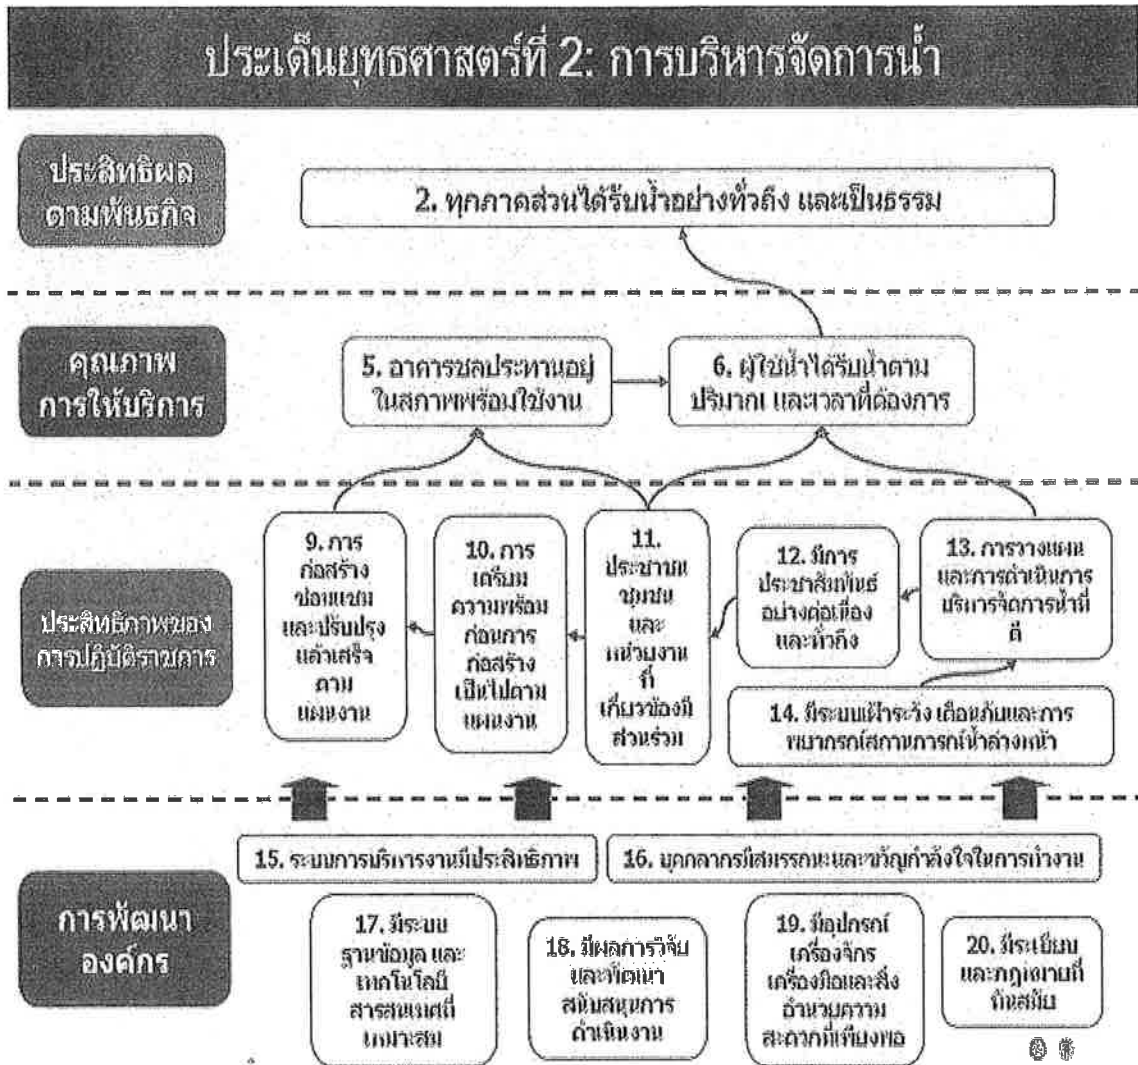 ประเด็นยุทธศาสตร์ที่ 2: การบริหารจัดการน้ำ
ประสิทธิผล
ตามพันธกิจ
2. ทุกภาคส่วนได้รับน้ำอย่างทั่วถึง และเป็นธรรม
คุณภาพ
การให้บริการ
5. อาคารชลประทานอยู่
ในสภาพพร้อมใช้งาน
6. ผู้ใช้น้ำได้รับน้ำตาม
ปริมาณ และเวลาที่ต้องการ
ประสิทธิภาพของ
การปฏิบัติราชการ
9. การ
ก่อสร้าง
ซ่อมแซม
และปรับปรุง
แล้วเสร็จ
ตาม
แผนงาน
10. การ
เตรียม
ความพร้อม
ก่อนการ
ก่อสร้าง
เป็นไปตาม
แผนงาน
11.
ประชาชน
ชุมชน
และ
หน่วยงาน
ที่
เกี่ยวข้องมี
ส่วนร่วม
12. มีการ
ประชาสัมพันธ์
อย่างต่อเนื่อง
และทั่วถึง
13. การวางแผน
และการดำเนินการ
บริหารจัดการน้ำที่
ดี
14. มีระบบเฝ้าระวัง เตือนภัยและการ
พยากรณ์สถานการณ์น้ำล่วงหน้า
การพัฒนา
องค์กร
15. ระบบการบริหารงานมีประสิทธิภาพ
16. บุคกลากรมีสมรรถนะและขวัญกำลังใจในการทำงาน
17. มีระบบ
ฐานข้อมูล และ
เทคโนโลยี
สารสนเทศที่
เหมาะสม
18. มีผลการวิจัย
และพัฒนา
สนับสนุนการ
ดำเนินงาน
19. มีอุปกรณ์
เครื่องจักร
เครื่องมือและสิ่ง
อำนวยความ
สะดวกที่เพียงพอ
20. มีระเบียบ
และกฎหมายที่
ทันสมัย